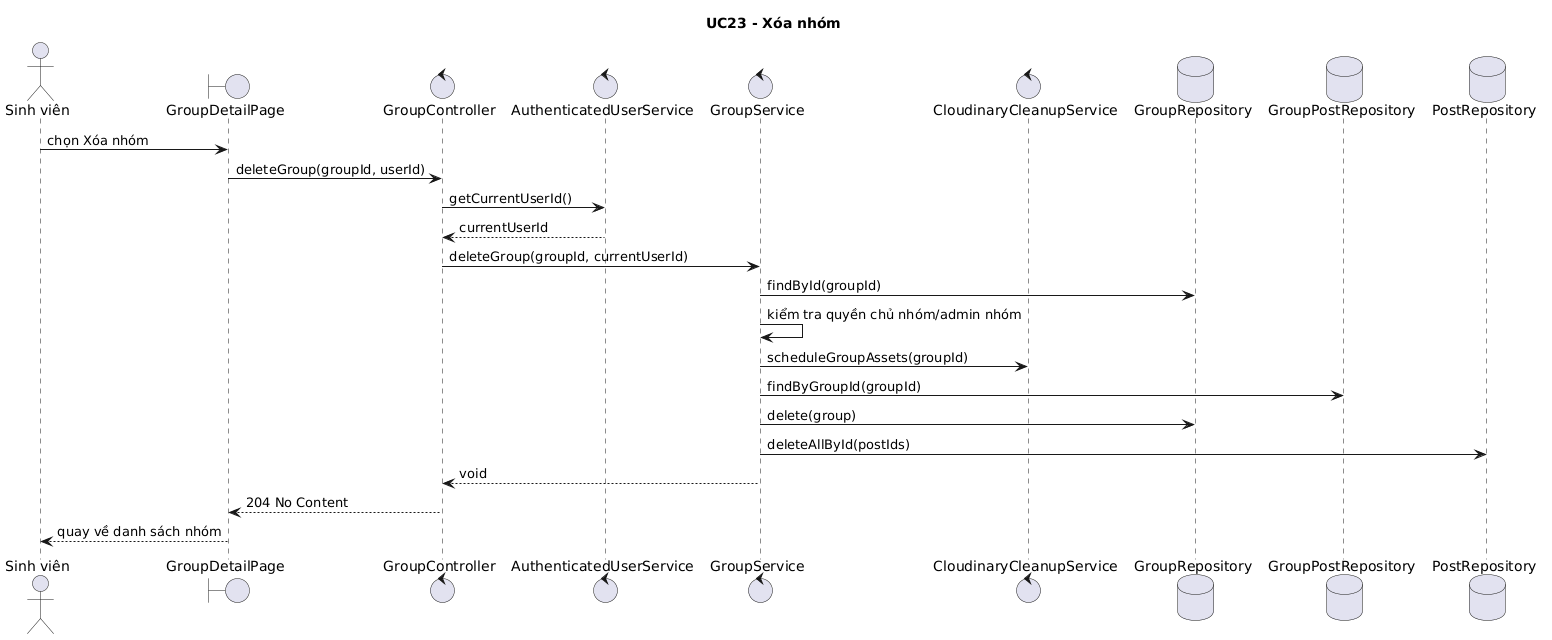 UC23 - Xóa nhóm
Sinh viên
GroupDetailPage
GroupController
AuthenticatedUserService
GroupService
CloudinaryCleanupService
GroupRepository
GroupPostRepository
PostRepository
chọn Xóa nhóm
deleteGroup(groupId, userId)
getCurrentUserId()
currentUserId
deleteGroup(groupId, currentUserId)
findById(groupId)
kiểm tra quyền chủ nhóm/admin nhóm
scheduleGroupAssets(groupId)
findByGroupId(groupId)
delete(group)
deleteAllById(postIds)
void
204 No Content
quay về danh sách nhóm
Sinh viên
GroupDetailPage
GroupController
AuthenticatedUserService
GroupService
CloudinaryCleanupService
GroupRepository
GroupPostRepository
PostRepository